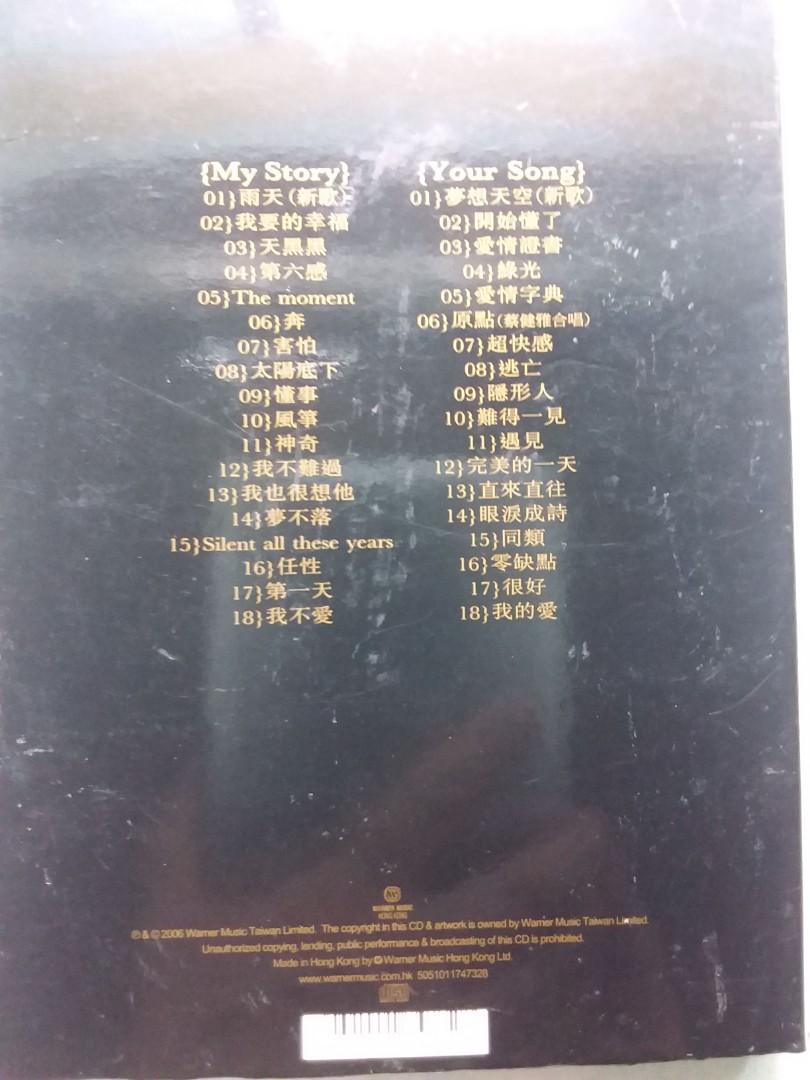 {My Story}
01}雨天(新歌)
02}我要的幸福
03}天黑黑
04}第六感
05}The moment
06}奔
07}害怕
08}太陽底下
09}懂事
10}風箏
11}神奇
12}我不難過
13}我也很想他
14}夢不落
15}Silent all these years
16}任性
17}第一天
18}我不愛
{Your Song}
01}夢想天空(新歌)
02}開始懂了
03}愛情證書
04}綠光
05}愛情字典
06}原點(蔡健雅合唱)
07}超快感
08}逃亡
09}隱形人
10}難得一見
11}遇見
12}完美的一天
13}直來直往
14}眼淚成詩
15}同類
16}零缺點
17}很好
18}我的愛
WARNER MUSIC
HONG KONG
℗ & © 2006 Warner Music Taiwan Limited. The copyright in this CD & artwork is owned by Warner Music Taiwan Limited.
Unauthorized copying, lending, public performance & broadcasting of this CD is prohibited.
Made in Hong Kong by Warner Music Hong Kong Ltd
www.warnermusic.com.hk 5051011747328